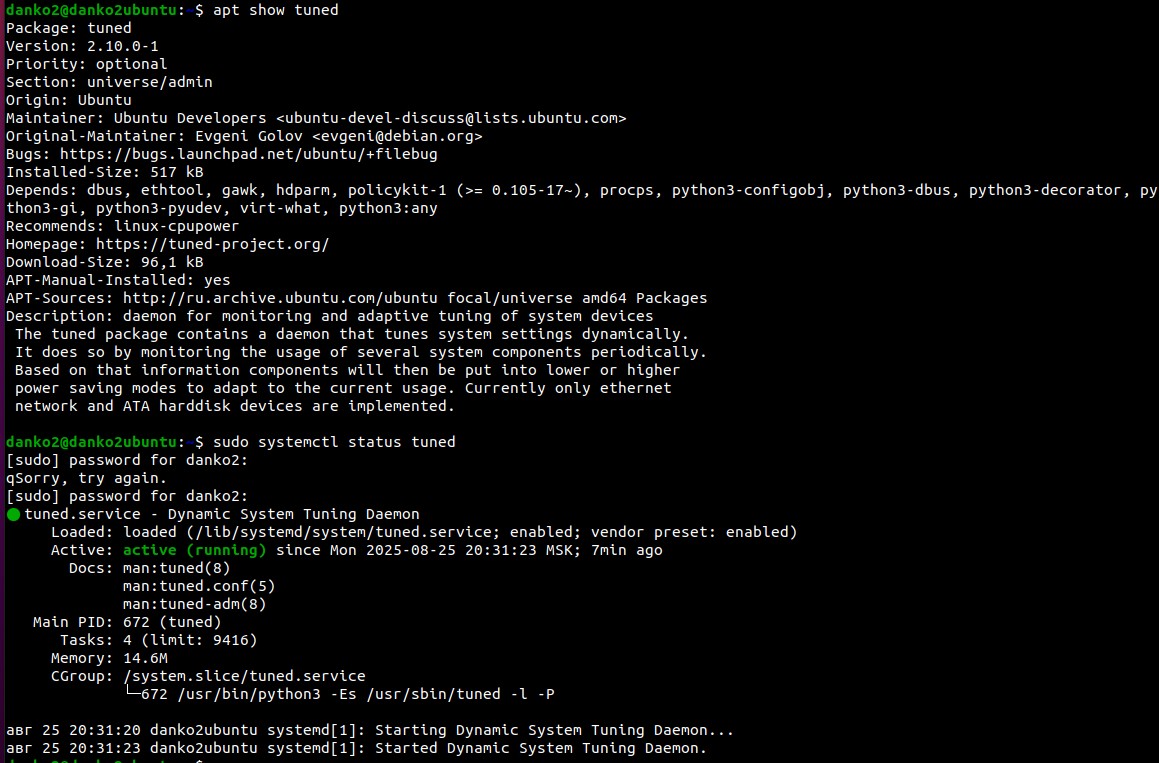 danko2@danko2ubuntu:~$ apt show tuned
Package: tuned
Version: 2.10.0-1
Priority: optional
Section: universe/admin
Origin: Ubuntu
Maintainer: Ubuntu Developers <ubuntu-devel-discuss@lists.ubuntu.com>
Original-Maintainer: Evgeni Golov <evgeni@debian.org>
Bugs: https://bugs.launchpad.net/ubuntu/+filebug
Installed-Size: 517 kB
Depends: dbus, ethtool, gawk, hdparm, policykit-1 (>= 0.105-17~), procps, python3-configobj, python3-dbus, python3-decorator, py
thon3-gi, python3-pyudev, virt-what, python3:any
Recommends: linux-cpupower
Homepage: https://tuned-project.org/
Download-Size: 96,1 kB
APT-Manual-Installed: yes
APT-Sources: http://ru.archive.ubuntu.com/ubuntu focal/universe amd64 Packages
Description: daemon for monitoring and adaptive tuning of system devices
 The tuned package contains a daemon that tunes system settings dynamically.
 It does so by monitoring the usage of several system components periodically.
 Based on that information components will then be put into lower or higher
 power saving modes to adapt to the current usage. Currently only ethernet
 network and ATA harddisk devices are implemented.

danko2@danko2ubuntu:~$ sudo systemctl status tuned
[sudo] password for danko2:
qSorry, try again.
[sudo] password for danko2:
● tuned.service - Dynamic System Tuning Daemon
     Loaded: loaded (/lib/systemd/system/tuned.service; enabled; vendor preset: enabled)
     Active: active (running) since Mon 2025-08-25 20:31:23 MSK; 7min ago
       Docs: man:tuned(8)
             man:tuned.conf(5)
             man:tuned-adm(8)
   Main PID: 672 (tuned)
      Tasks: 4 (limit: 9416)
     Memory: 14.6M
     CGroup: /system.slice/tuned.service
             └─672 /usr/bin/python3 -Es /usr/sbin/tuned -l -P

авг 25 20:31:20 danko2ubuntu systemd[1]: Starting Dynamic System Tuning Daemon...
авг 25 20:31:23 danko2ubuntu systemd[1]: Started Dynamic System Tuning Daemon.